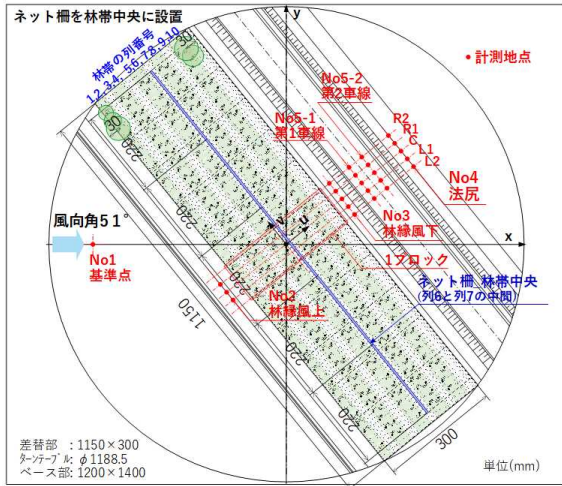 ネット柵を林帯中央に設置
y
林帯の列番号
1,2,3,4, 5,6,7,8,9,10
No5-2
第2車線
計測地点
No5-1
第1車線
R2
R1
C
L1
L2
No4
法尻
30
220
220
風向角51°
No3
林縁風下
x
No1
基準点
1ブロック
220
ネット柵 林帯中央
(列6と列7の中間)
No2
林縁風上
1150
220
220
300
差替部 :1150×300
ターンテーブル:φ1188.5
ベース部:1200×1400
単位(mm)